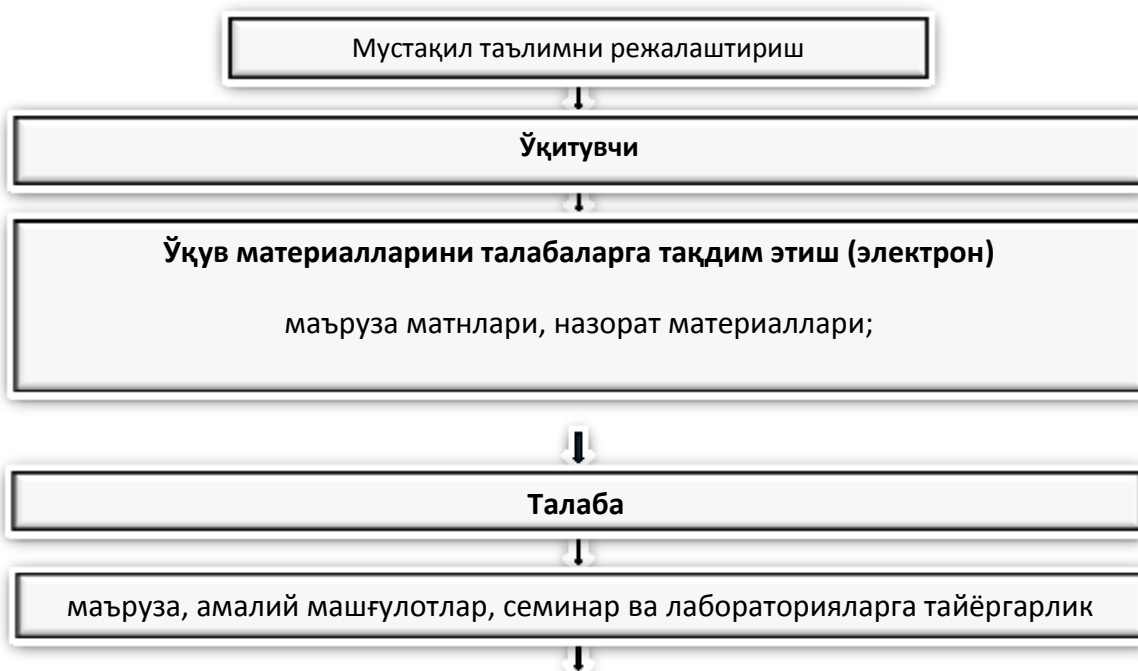 Мустақил таълимни режалаштириш
Ўқитувчи
Ўқув материалларини талабаларга тақдим этиш (электрон)
маъруза матнлари, назорат материаллари;
Талаба
маъруза, амалий машғулотлар, семинар ва лабораторияларга тайёргарлик